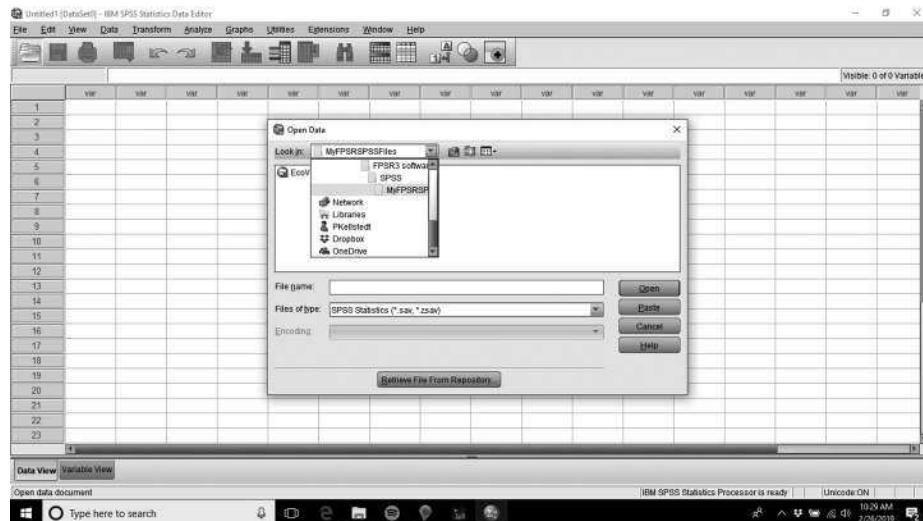 Untitled1 [DataSet0] - IBM SPSS Statistics Data Editor
File Edit View Data Transform Analyze Graphs Utilities Extensions Window Help
Visible: 0 of 0 Variable
var var var var var var var var var var var var var var var var
1
2
3
4
5
6
7
8
9
10
11
12
13
14
15
16
17
18
19
20
21
22
23
Open Data
Look in: MyFPSRSPSSFiles
EcoV
FPSR3 softwa
SPSS
MyFPSRSP
Network
Libraries
PKellstedt
Dropbox
OneDrive
File name:
Files of type: SPSS Statistics (*.sav, *.zsav)
Encoding:
Open
Paste
Cancel
Help
Retrieve File From Repository...
Data View Variable View
Open data document
IBM SPSS Statistics Processor is ready Unicode:ON
Type here to search
10:29 AM
2/26/2019